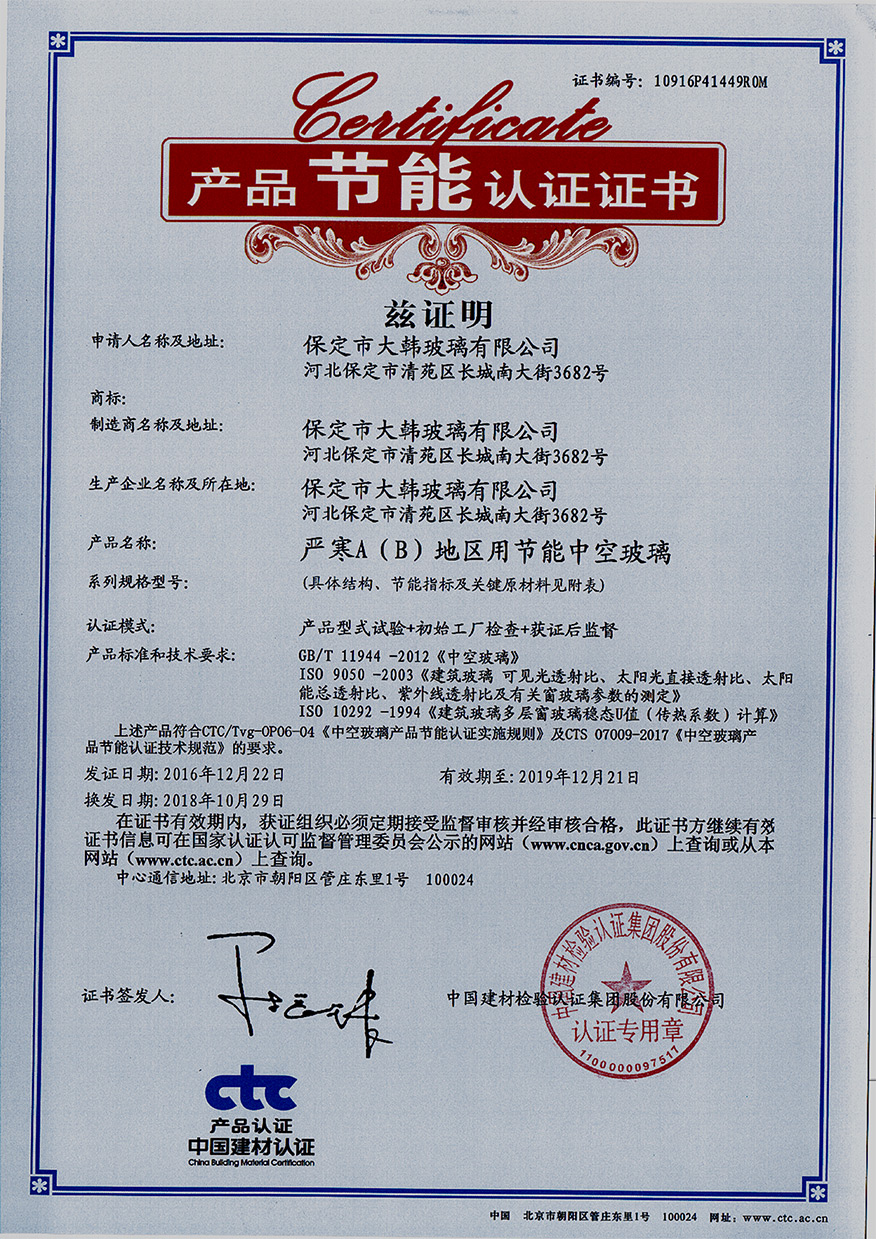 证书编号：10916P41449R0M
Certificate
产品节能认证证书
兹证明
申请人名称及地址: 保定市大韩玻璃有限公司
河北保定市清苑区长城南大街3682号
商标:
制造商名称及地址: 保定市大韩玻璃有限公司
河北保定市清苑区长城南大街3682号
生产企业名称及所在地: 保定市大韩玻璃有限公司
河北保定市清苑区长城南大街3682号
产品名称: 严寒A（B）地区用节能中空玻璃
系列规格型号: (具体结构、节能指标及关键原材料见附表)
认证模式: 产品型式试验+初始工厂检查+获证后监督
产品标准和技术要求: GB/T 11944 -2012《中空玻璃》
ISO 9050 -2003《建筑玻璃 可见光透射比、太阳光直接透射比、太阳
能总透射比、紫外线透射比及有关窗玻璃参数的测定》
ISO 10292 -1994《建筑玻璃多层窗玻璃稳态U值（传热系数）计算》
上述产品符合CTC/Tvg-OP06-04《中空玻璃产品节能认证实施规则》及CTS 07009-2017《中空玻璃产
品节能认证技术规范》的要求。
发证日期: 2016年12月22日 有效期至: 2019年12月21日
换发日期: 2018年10月29日
在证书有效期内，获证组织必须定期接受监督审核并经审核合格，此证书方继续有效
证书信息可在国家认证认可监督管理委员会公示的网站（www.cnca.gov.cn）上查询或从本
网站（www.ctc.ac.cn）上查询。
中心通信地址: 北京市朝阳区管庄东里1号 100024
证书签发人: 中国建材检验认证集团股份有限公司
中国建材检验认证集团股份有限公司
认证专用章
1100000097517
ctc
产品认证
中国建材认证
China Building Material Certification
中国 北京市朝阳区管庄东里1号 100024 网址：www.ctc.ac.cn